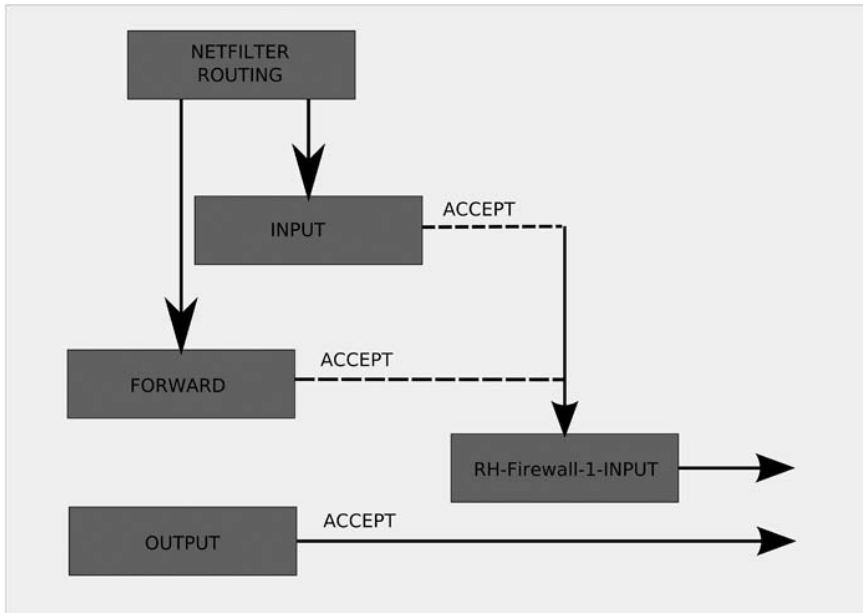 NETFILTER
ROUTING
INPUT
ACCEPT
FORWARD
ACCEPT
RH-Firewall-1-INPUT
OUTPUT
ACCEPT